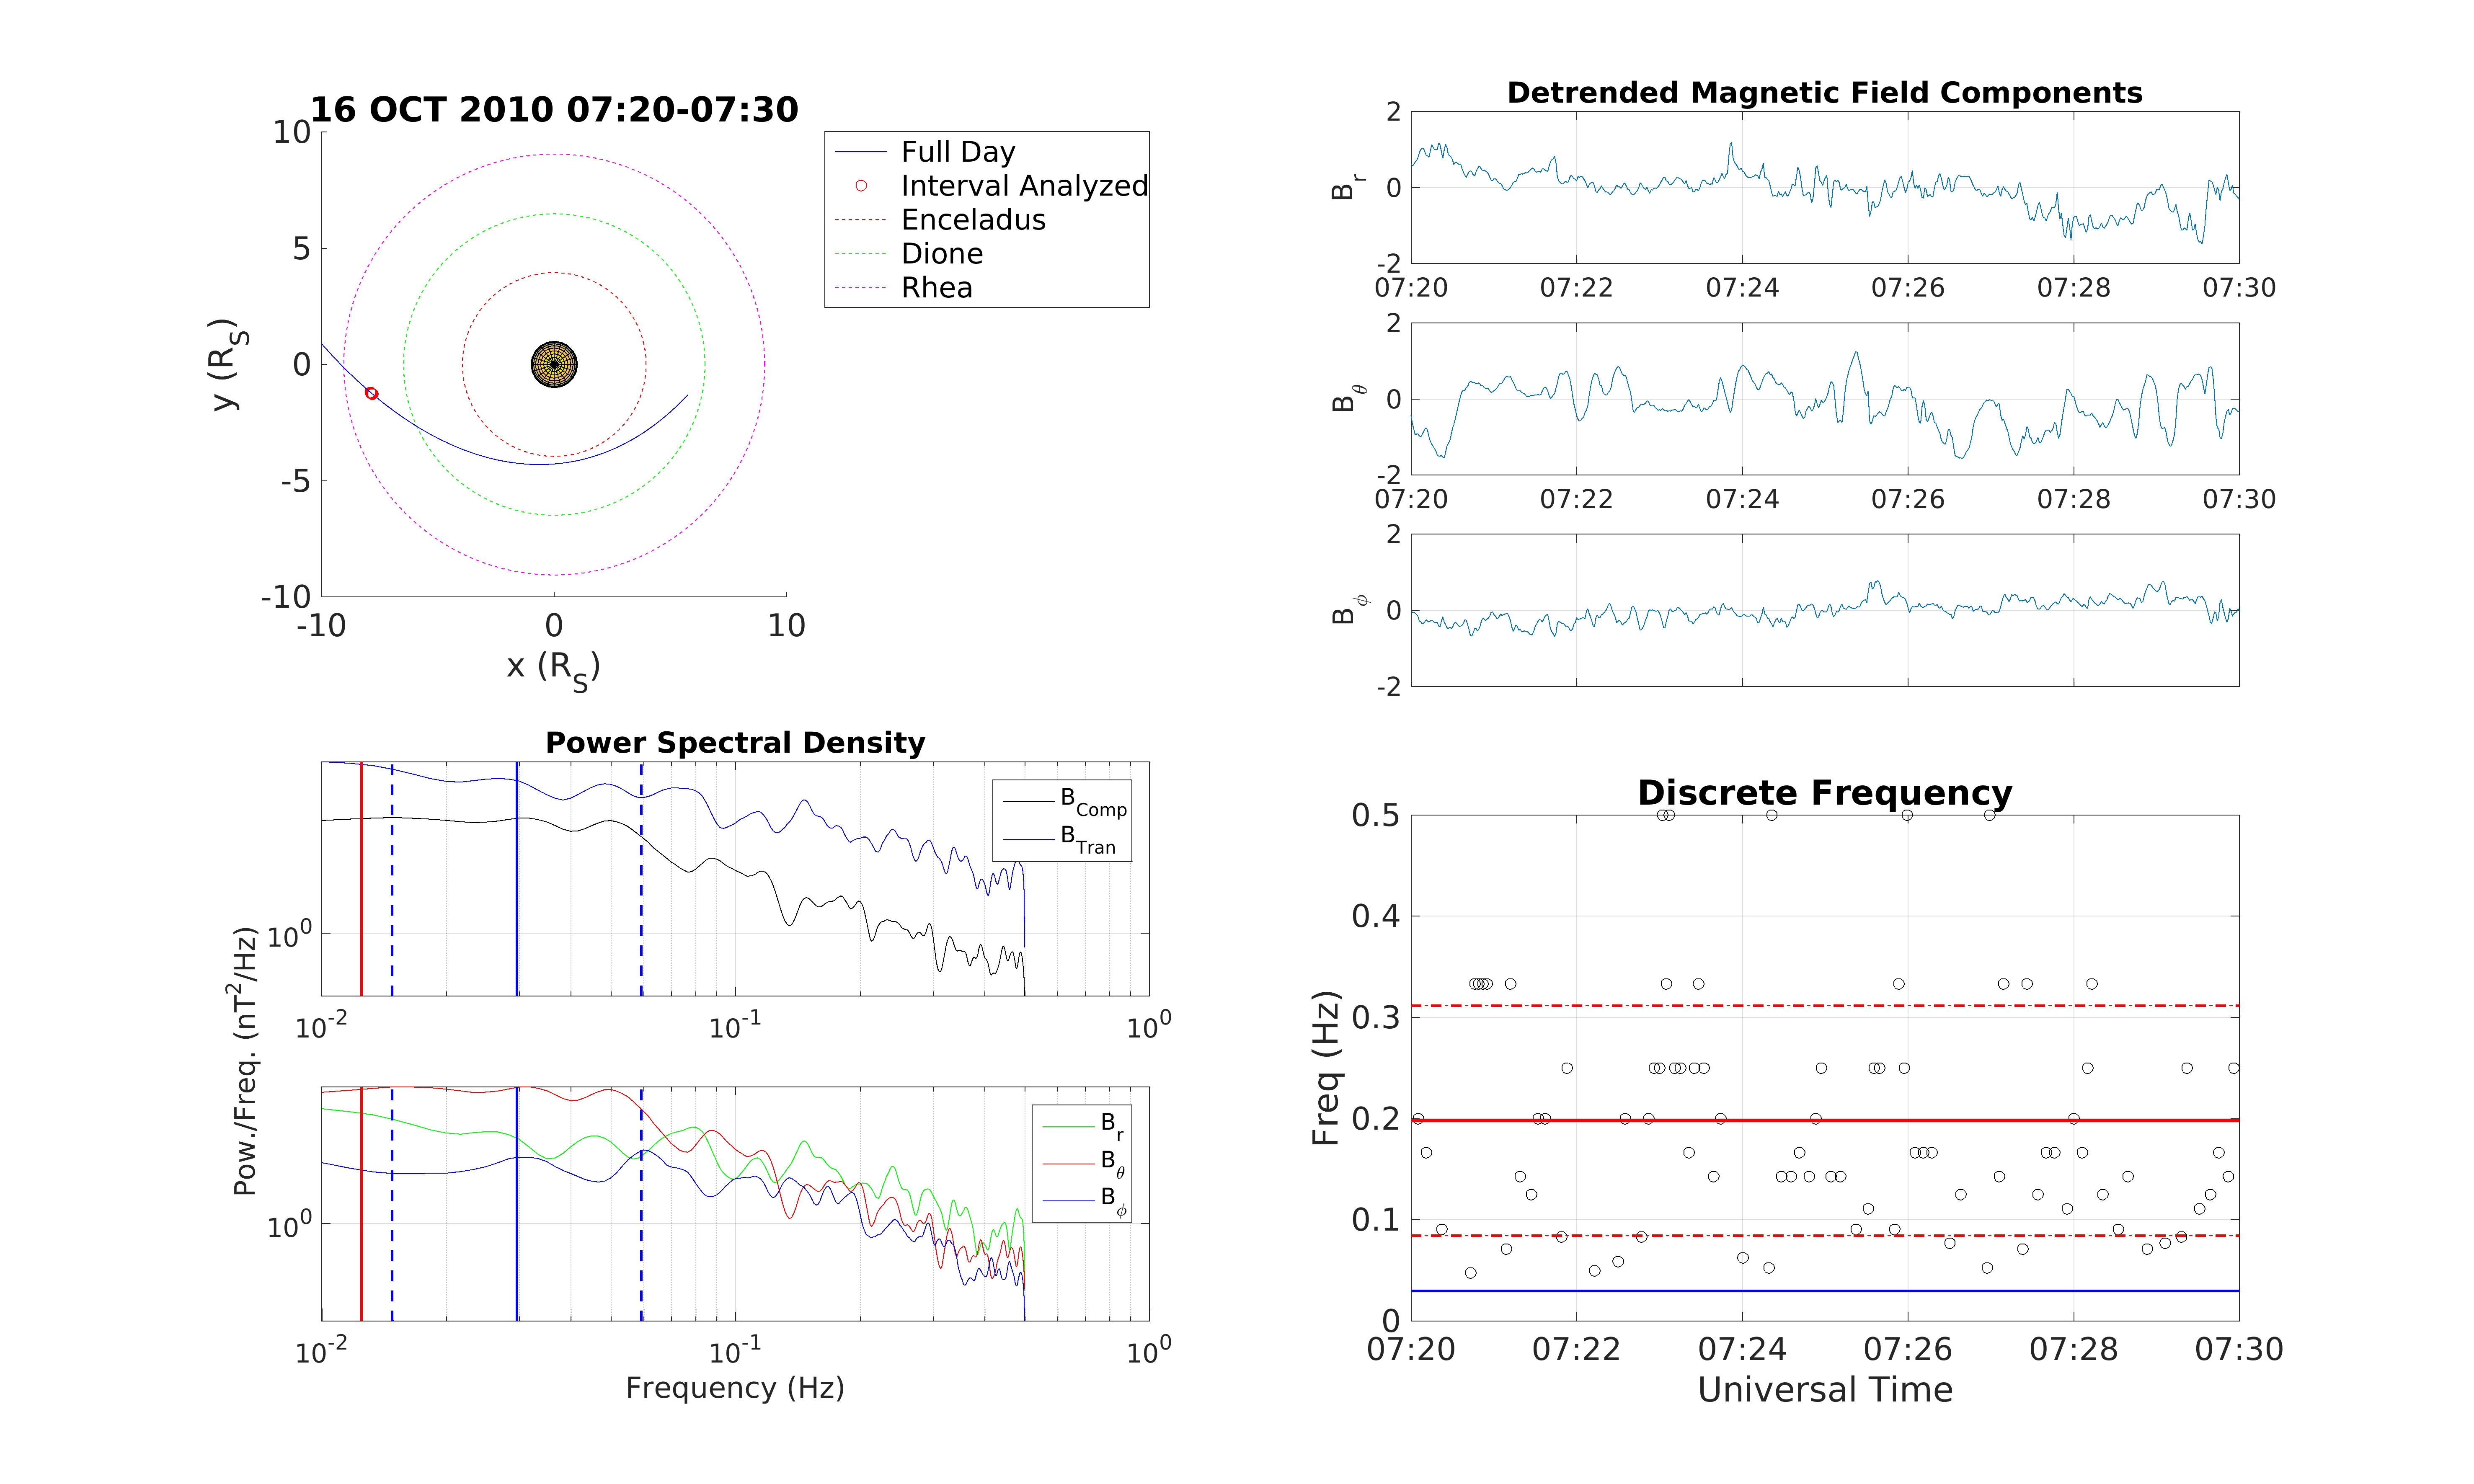 16 OCT 2010 07:20-07:30
10
5
0
-5
-10
-10
0
10
y (R_S)
x (R_S)
Full Day
Interval Analyzed
Enceladus
Dione
Rhea
Detrended Magnetic Field Components
B_r
2
0
-2
07:20
07:22
07:24
07:26
07:28
07:30
B_θ
2
0
-2
07:20
07:22
07:24
07:26
07:28
07:30
B_ϕ
2
0
-2
Power Spectral Density
B_Comp
B_Tran
10^0
10^-2
10^-1
10^0
Pow./Freq. (nT^2/Hz)
B_r
B_θ
B_ϕ
10^0
10^-2
10^-1
10^0
Frequency (Hz)
Discrete Frequency
Freq (Hz)
0.5
0.4
0.3
0.2
0.1
0
07:20
07:22
07:24
07:26
07:28
07:30
Universal Time